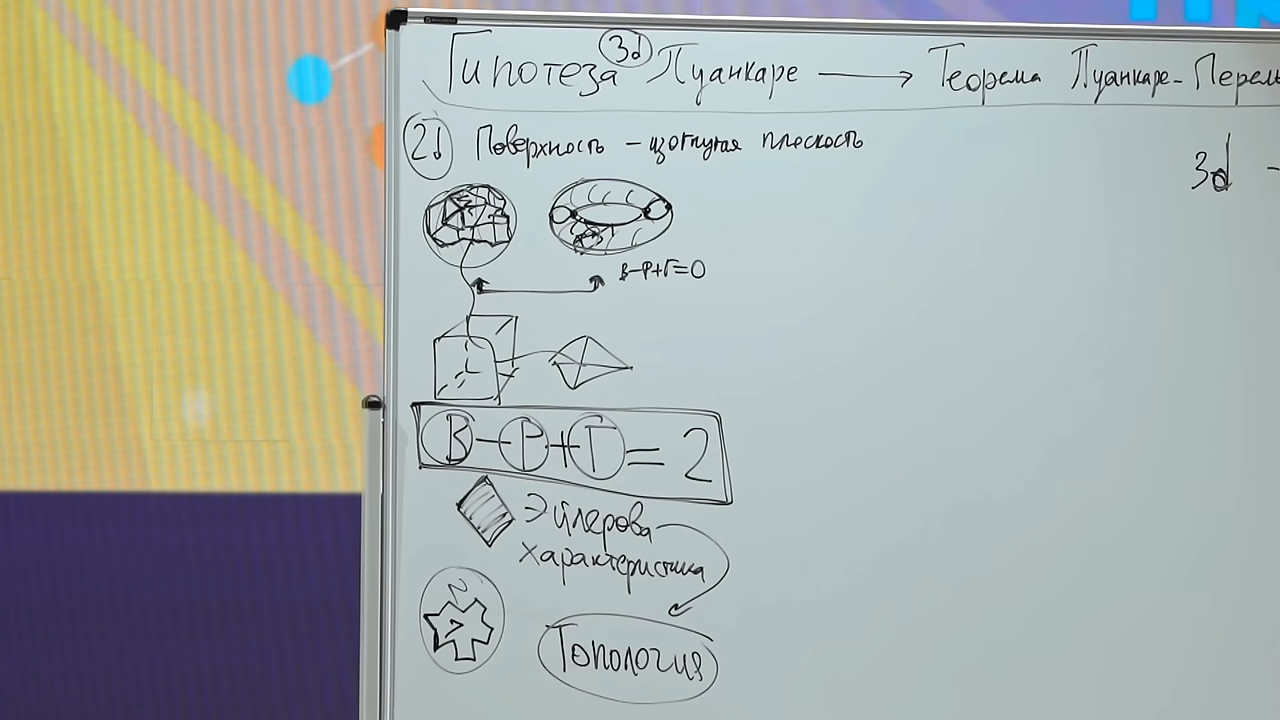 Гипотеза 3d Пуанкаре → Теорема Пуанкаре-Перель
2d Поверхность – изогнутая плоскость
3d -
В-Р+Г=0
В-Р+Г=2
Эйлерова
характеристика
Топология